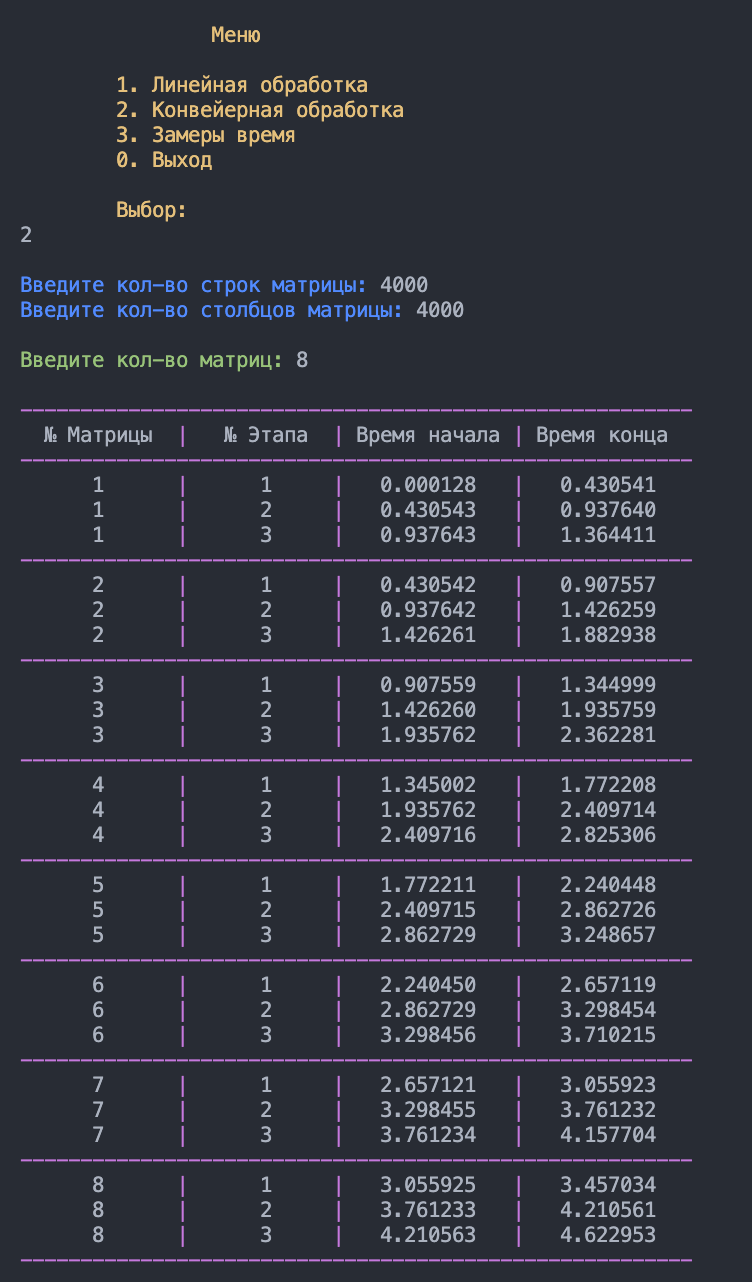 Меню
1. Линейная обработка
2. Конвейерная обработка
3. Замеры время
0. Выход
Выбор:
2
Введите кол-во строк матрицы: 4000
Введите кол-во столбцов матрицы: 4000
Введите кол-во матриц: 8
№ Матрицы | № Этапа | Время начала | Время конца
1 | 1 | 0.000128 | 0.430541
1 | 2 | 0.430543 | 0.937640
1 | 3 | 0.937643 | 1.364411
2 | 1 | 0.430542 | 0.907557
2 | 2 | 0.937642 | 1.426259
2 | 3 | 1.426261 | 1.882938
3 | 1 | 0.907559 | 1.344999
3 | 2 | 1.426260 | 1.935759
3 | 3 | 1.935762 | 2.362281
4 | 1 | 1.345002 | 1.772208
4 | 2 | 1.935762 | 2.409714
4 | 3 | 2.409716 | 2.825306
5 | 1 | 1.772211 | 2.240448
5 | 2 | 2.409715 | 2.862726
5 | 3 | 2.862729 | 3.248657
6 | 1 | 2.240450 | 2.657119
6 | 2 | 2.862729 | 3.298454
6 | 3 | 3.298456 | 3.710215
7 | 1 | 2.657121 | 3.055923
7 | 2 | 3.298455 | 3.761232
7 | 3 | 3.761234 | 4.157704
8 | 1 | 3.055925 | 3.457034
8 | 2 | 3.761233 | 4.210561
8 | 3 | 4.210563 | 4.622953